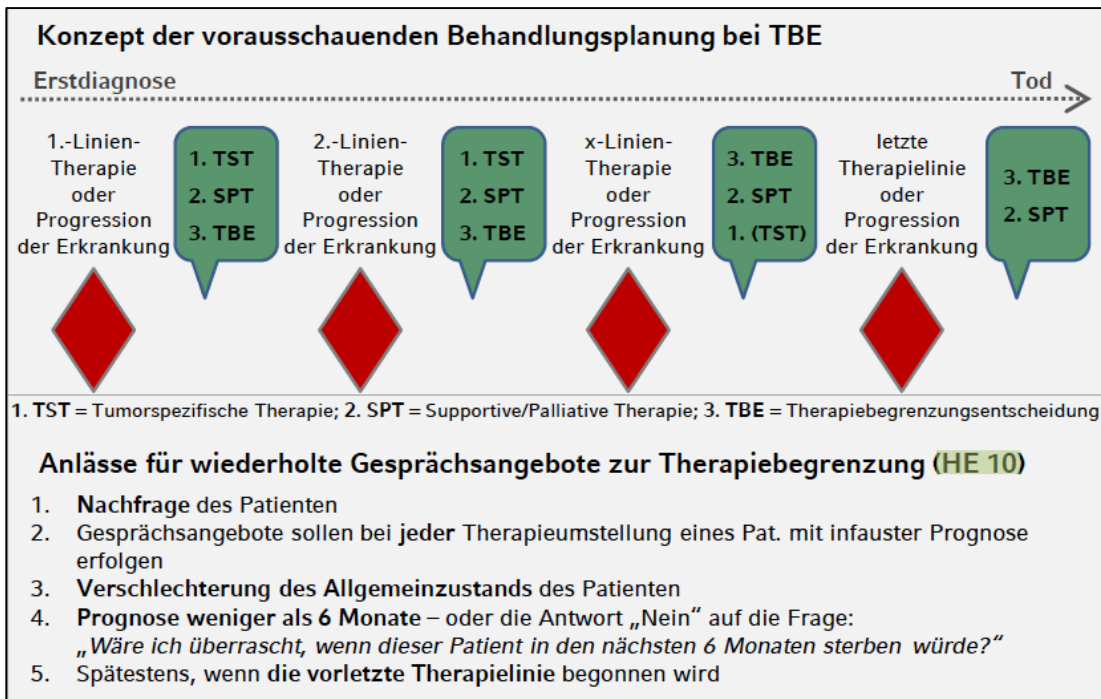 Konzept der vorausschauenden Behandlungsplanung bei TBE
Erstdiagnose
Tod
1.-Linien-
Therapie
oder
Progression
der Erkrankung
1. TST
2. SPT
3. TBE
2.-Linien-
Therapie
oder
Progression
der Erkrankung
1. TST
2. SPT
3. TBE
x-Linien-
Therapie
oder
Progression
der Erkrankung
3. TBE
2. SPT
1. (TST)
letzte
Therapielinie
oder
Progression
der Erkrankung
3. TBE
2. SPT
1. TST = Tumorspezifische Therapie; 2. SPT = Supportive/Palliative Therapie; 3. TBE = Therapiebegrenzungsentscheidung
Anlässe für wiederholte Gesprächsangebote zur Therapiebegrenzung (HE 10)
1. Nachfrage des Patienten
2. Gesprächsangebote sollen bei jeder Therapieumstellung eines Pat. mit infauster Prognose
erfolgen
3. Verschlechterung des Allgemeinzustands des Patienten
4. Prognose weniger als 6 Monate – oder die Antwort „Nein“ auf die Frage:
„Wäre ich überrascht, wenn dieser Patient in den nächsten 6 Monaten sterben würde?“
5. Spätestens, wenn die vorletzte Therapielinie begonnen wird